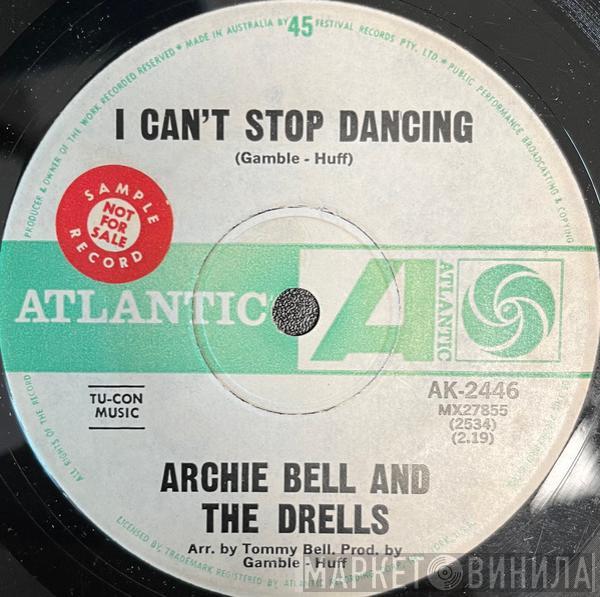 PRODUCER & OWNER OF THE WORK RECORDED RESERVED • MADE IN AUSTRALIA BY 45 FESTIVAL RECORDS PTY. LTD. • PUBLIC PERFORMANCE BROADCASTING & COPYING
I CAN'T STOP DANCING
(Gamble - Huff)
SAMPLE
NOT
FOR
SALE
RECORD
ATLANTIC
A
ATLANTIC
TU-CON
MUSIC
AK-2446
MX27855
(2534)
(2.19)
ARCHIE BELL AND
THE DRELLS
Arr. by Tommy Bell. Prod. by
Gamble - Huff
ALL RIGHTS OF THE RECORD
LICENSED BY TRADEMARK REGISTERED BY ATLANTIC RECORDING
МАРКЕТ ВИНИЛА